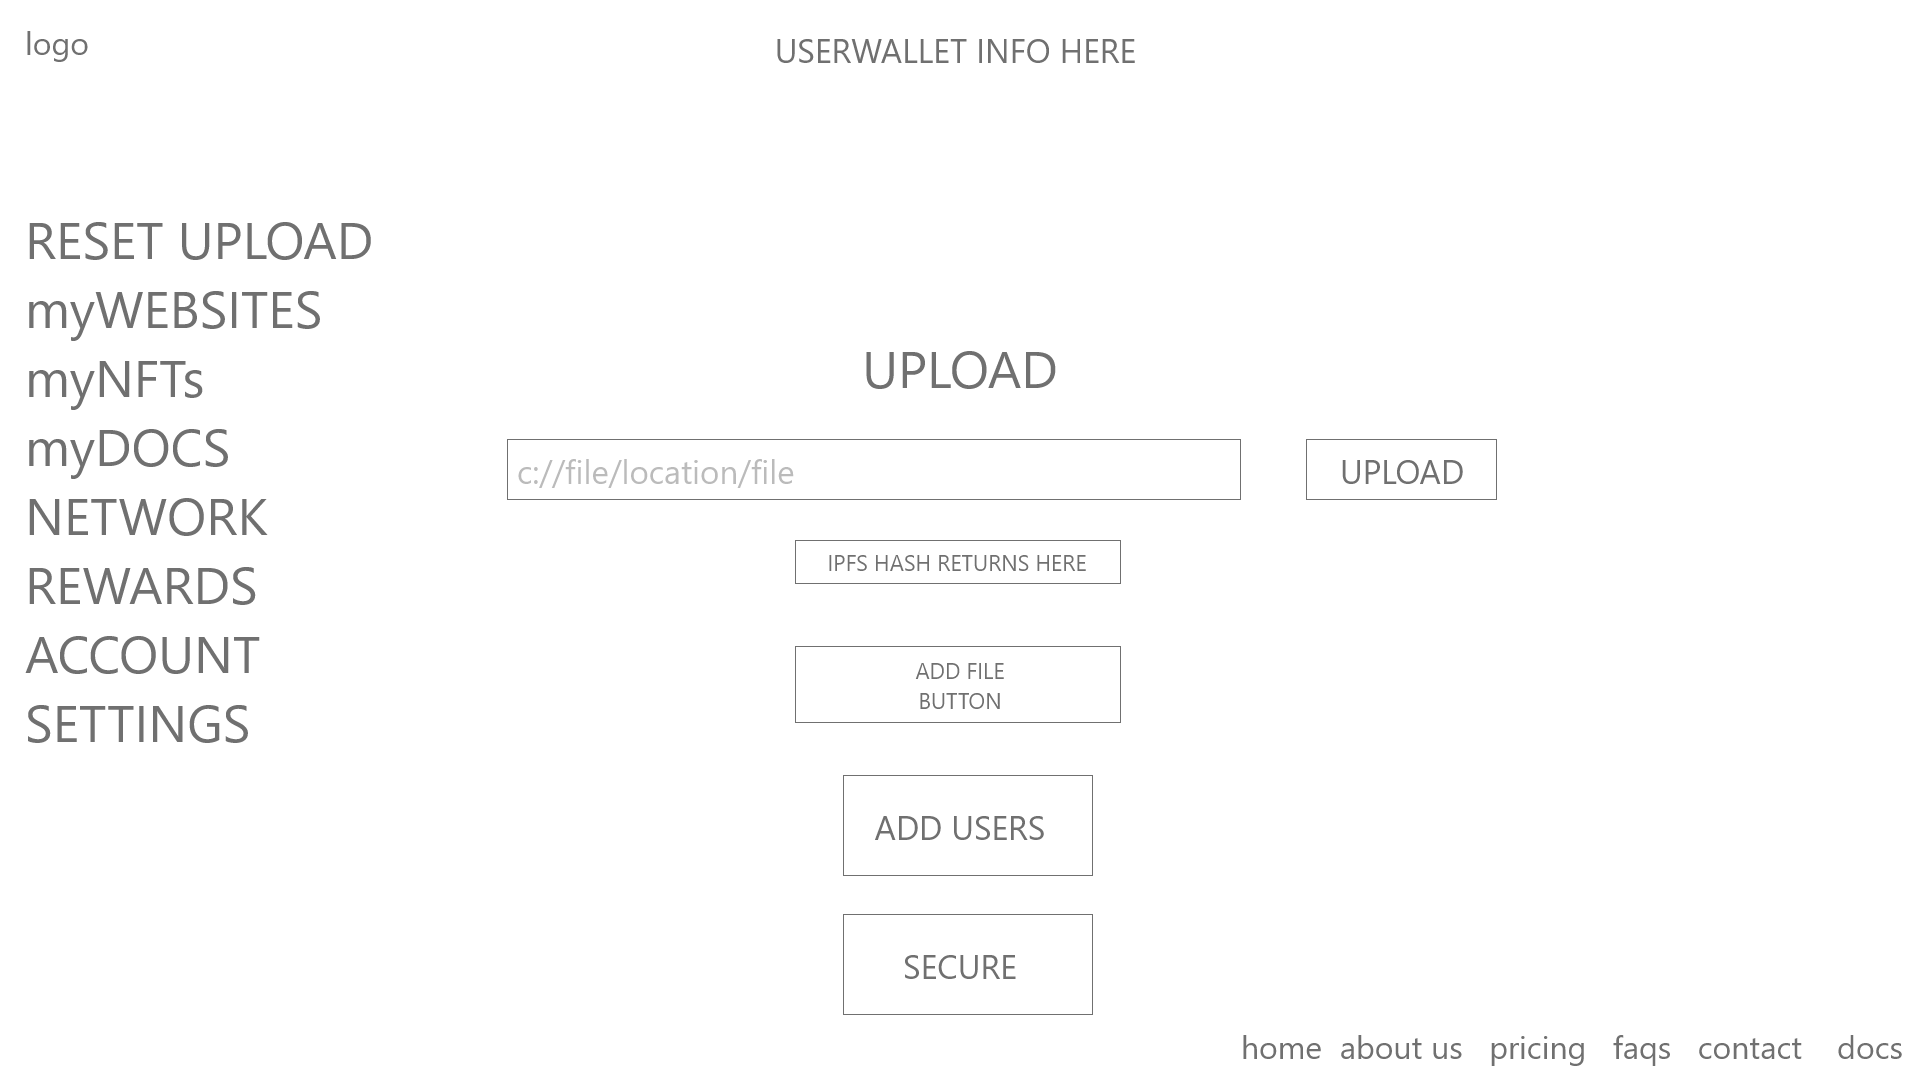 logo
USERWALLET INFO HERE
RESET UPLOAD
myWEBSITES
myNFTs
myDOCS
NETWORK
REWARDS
ACCOUNT
SETTINGS
UPLOAD
c://file/location/file
UPLOAD
IPFS HASH RETURNS HERE
ADD FILE
BUTTON
ADD USERS
SECURE
home about us pricing faqs contact docs